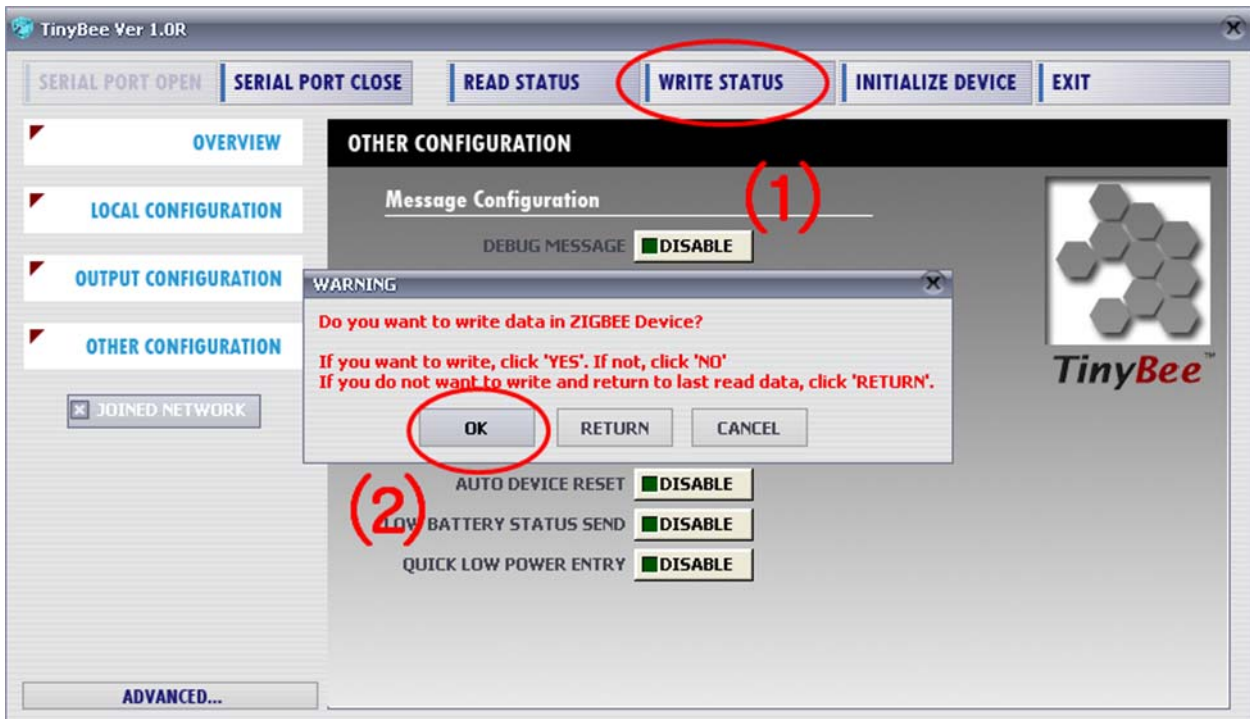 TinyBee Ver 1.0R
SERIAL PORT OPEN SERIAL PORT CLOSE READ STATUS WRITE STATUS INITIALIZE DEVICE EXIT
OVERVIEW
LOCAL CONFIGURATION
OUTPUT CONFIGURATION
OTHER CONFIGURATION
JOINED NETWORK
ADVANCED...
OTHER CONFIGURATION
Message Configuration
(1)
DEBUG MESSAGE DISABLE
WARNING
Do you want to write data in ZIGBEE Device?
If you want to write, click 'YES'. If not, click 'NO'
If you do not want to write and return to last read data, click 'RETURN'.
OK RETURN CANCEL
(2)
AUTO DEVICE RESET DISABLE
LOW BATTERY STATUS SEND DISABLE
QUICK LOW POWER ENTRY DISABLE
TinyBee™